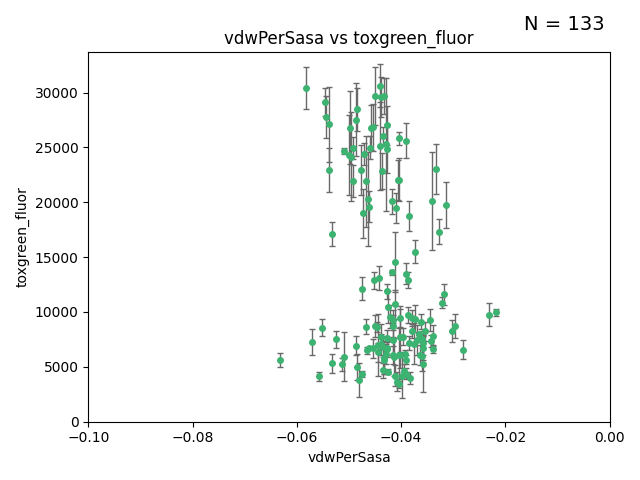 N = 133
vdwPerSasa vs toxgreen_fluor
toxgreen_fluor
30000
25000
20000
15000
10000
5000
0
−0.10 −0.08 −0.06 −0.04 −0.02 0.00
vdwPerSasa